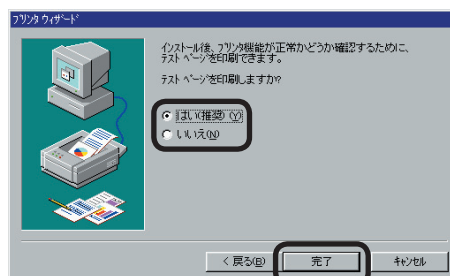 プリンタ ウィザード
インストール後、プリンタ機能が正常かどうか確認するために、
テスト ページを印刷できます。
テスト ページを印刷しますか?
はい(推奨) (Y)
いいえ(N)
< 戻る(B)
完了
キャンセル